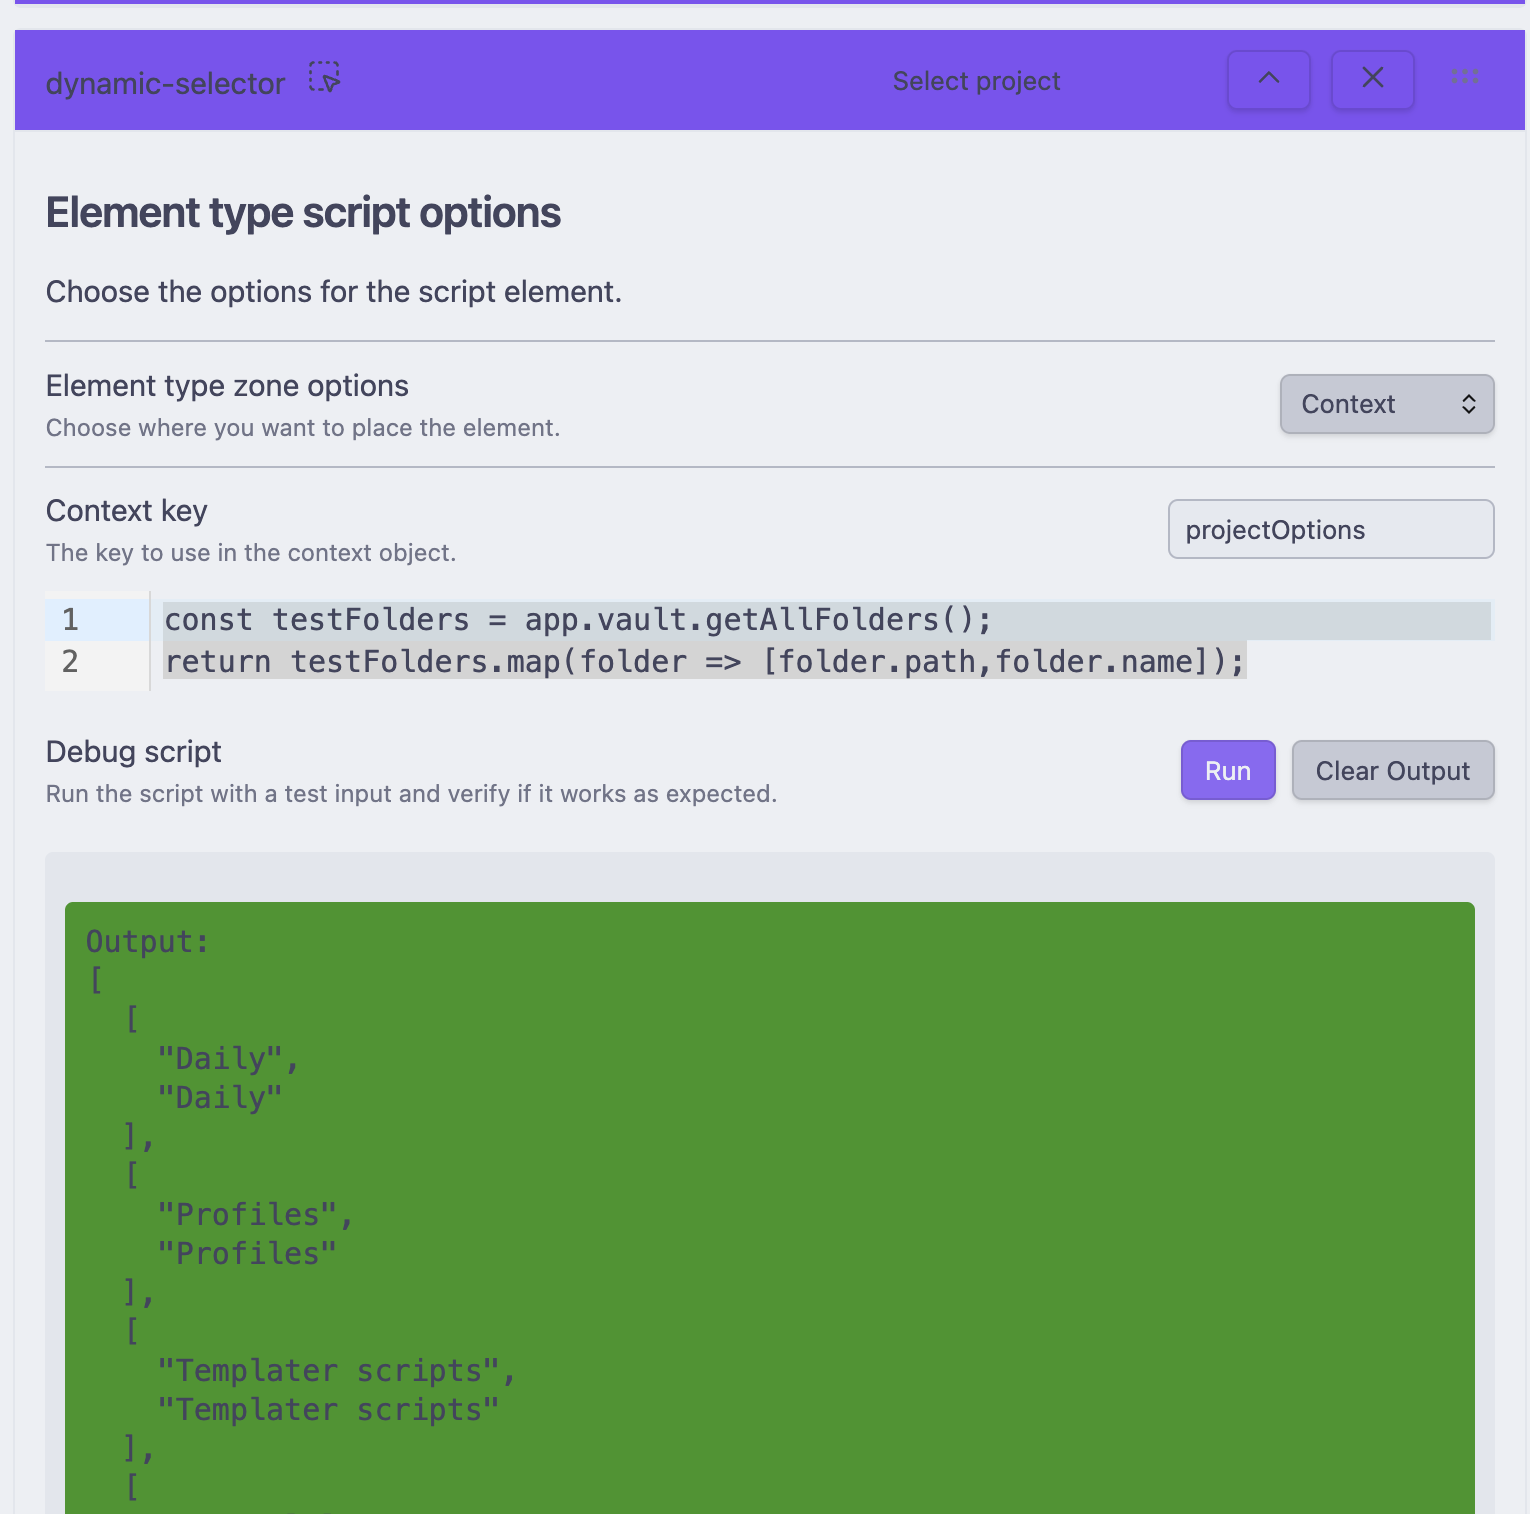 dynamic-selector
Select project
Element type script options
Choose the options for the script element.
Element type zone options
Choose where you want to place the element.
Context
Context key
The key to use in the context object.
projectOptions
1 const testFolders = app.vault.getAllFolders();
2 return testFolders.map(folder => [folder.path,folder.name]);
Debug script
Run the script with a test input and verify if it works as expected.
Run
Clear Output
Output:
[
[
"Daily",
"Daily"
],
[
"Profiles",
"Profiles"
],
[
"Templater scripts",
"Templater scripts"
],
[